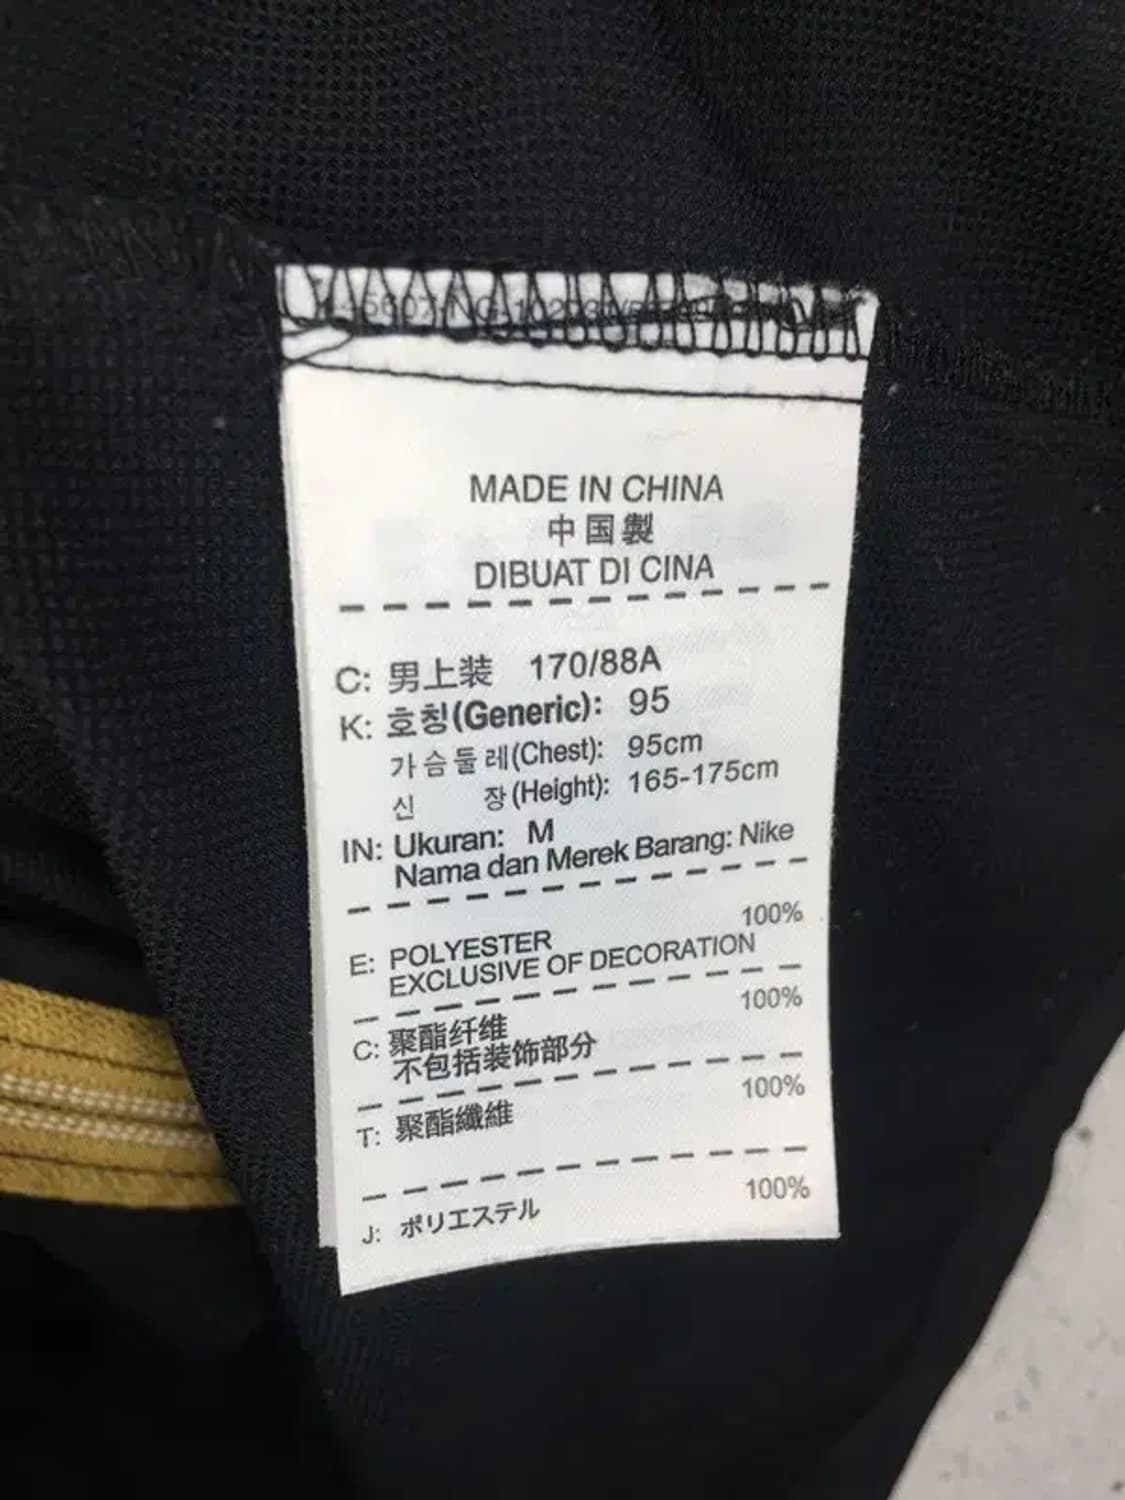 MADE IN CHINA
中国製
DIBUAT DI CINA
C: 男上装 170/88A
K: 호칭(Generic): 95
가슴둘레(Chest): 95cm
신 장(Height): 165-175cm
IN: Ukuran: M
Nama dan Merek Barang: Nike
100%
E: POLYESTER
EXCLUSIVE OF DECORATION
100%
C: 聚酯纤维
不包括装饰部分
100%
T: 聚酯纖維
100%
J: ポリエステル